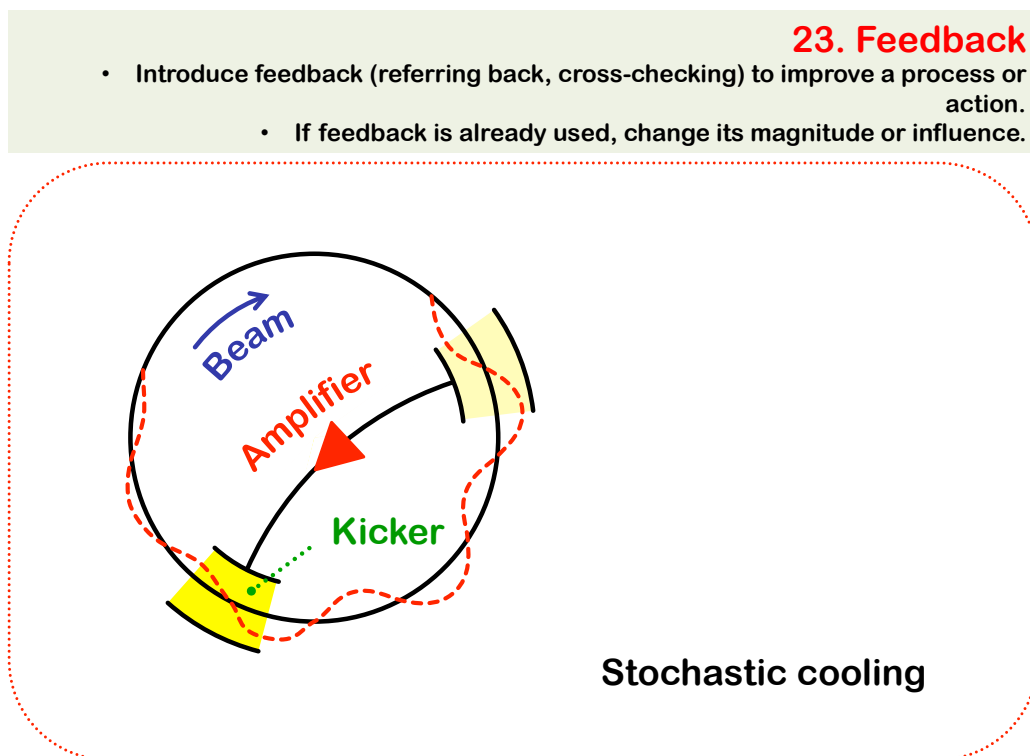 23. Feedback
• Introduce feedback (referring back, cross-checking) to improve a process or
action.
• If feedback is already used, change its magnitude or influence.
Beam
Amplifier
Kicker
Stochastic cooling